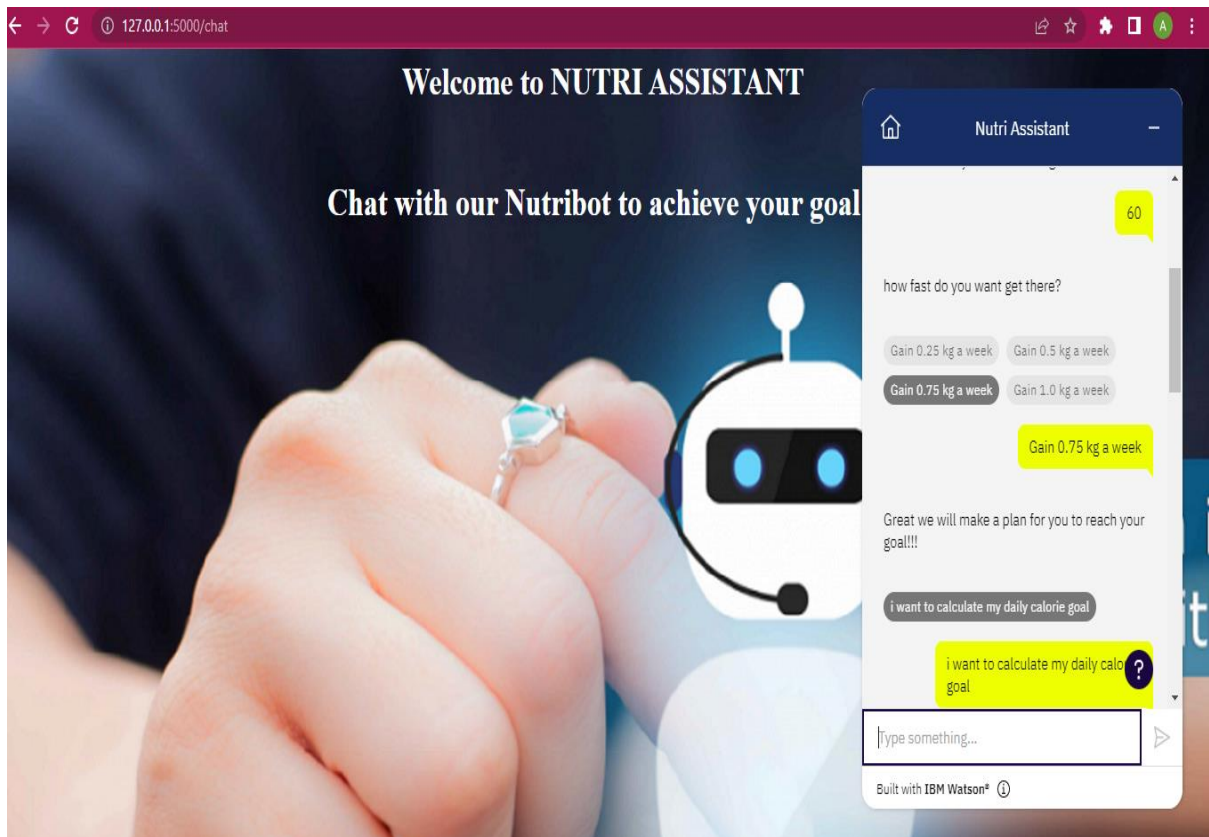 127.0.0.1:5000/chat
A
Welcome to NUTRI ASSISTANT
Chat with our Nutribot to achieve your goal
Nutri Assistant
60
how fast do you want get there?
Gain 0.25 kg a week
Gain 0.5 kg a week
Gain 0.75 kg a week
Gain 1.0 kg a week
Gain 0.75 kg a week
Great we will make a plan for you to reach your
goal!!!
i want to calculate my daily calorie goal
i want to calculate my daily calo
goal
?
Type something...
Built with IBM Watson®